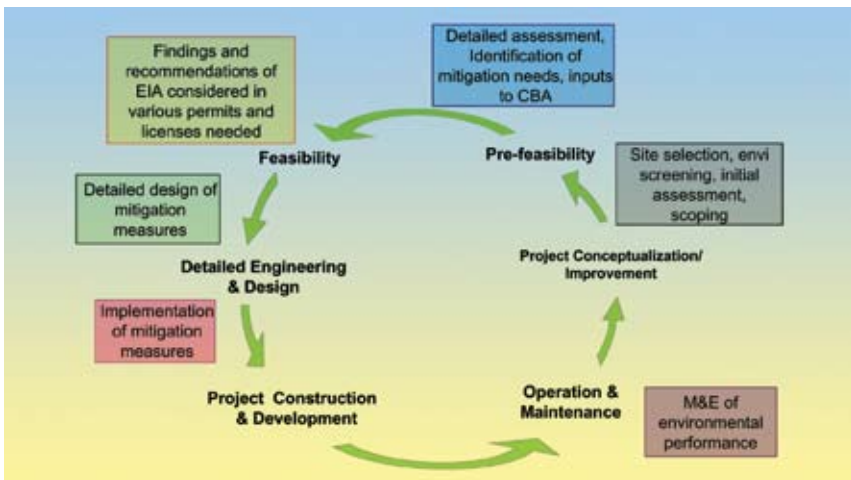 Findings and
recommendations of
EIA considered in
various permits and
licenses needed
Detailed assessment,
Identification of
mitigation needs, inputs
to CBA
Feasibility
Pre-feasibility
Site selection, envi
screening, initial
assessment,
scoping
Detailed design of
mitigation
measures
Detailed Engineering
& Design
Project Conceptualization/
Improvement
Implementation
of mitigation
measures
Project Construction
& Development
Operation &
Maintenance
M&E of
environmental
performance